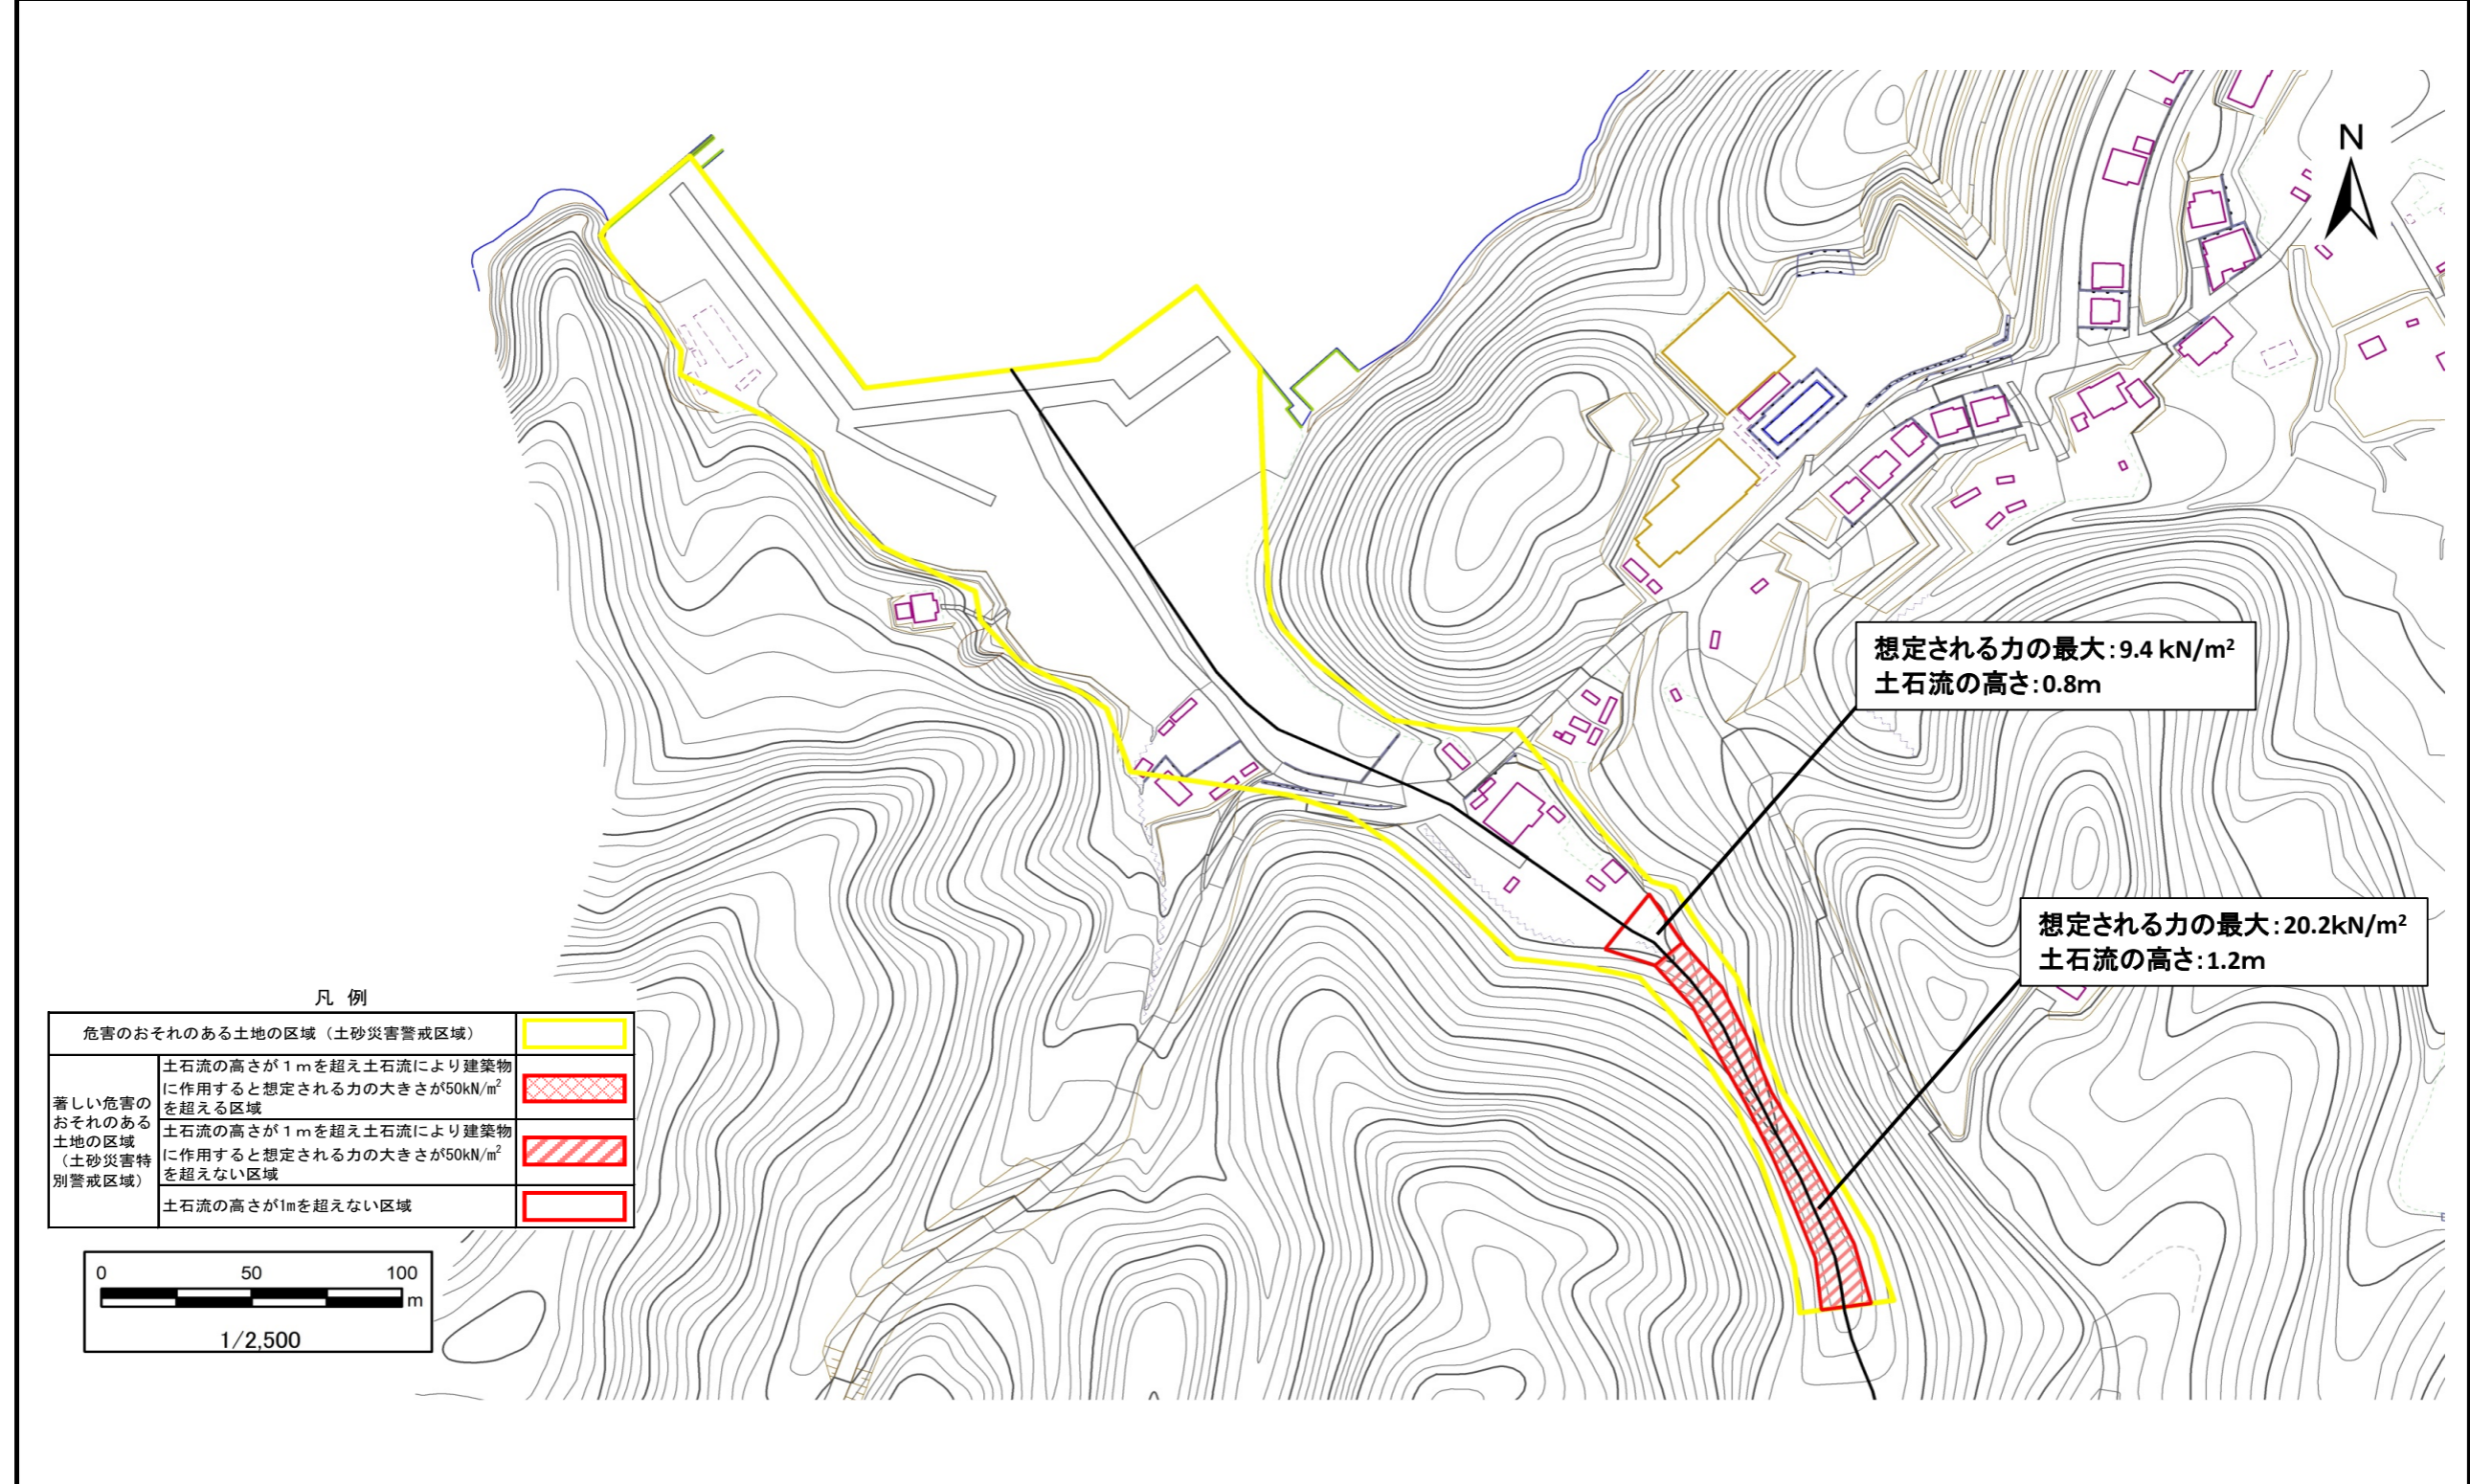 N
想定される力の最大:9.4 kN/m²
土石流の高さ:0.8m
想定される力の最大:20.2kN/m²
土石流の高さ:1.2m
凡 例
危害のおそれのある土地の区域（土砂災害警戒区域）
著しい危害の
おそれのある
土地の区域
（土砂災害特
別警戒区域）
土石流の高さが１ｍを超え土石流により建築物
に作用すると想定される力の大きさが50kN/m²
を超える区域
土石流の高さが１ｍを超え土石流により建築物
に作用すると想定される力の大きさが50kN/m²
を超えない区域
土石流の高さが1mを超えない区域
0 50 100
m
1/2,500